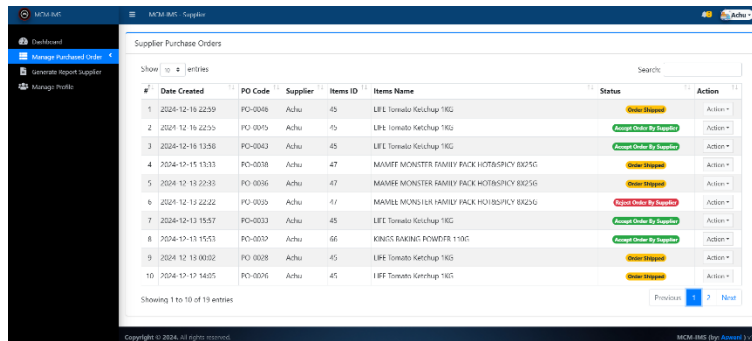 MCM-IMS
MCM-IMS - Supplier
Achu
Dashboard
Manage Purchased Order
Generate Report Supplier
Manage Profile
Supplier Purchase Orders
Show 10 entries
Search:
# Date Created PO Code Supplier Items ID Items Name Status Action
1 2024-12-16 22:59 PO-0046 Achu 45 LIFE Tomato Ketchup 1KG Order Shipped Action
2 2024-12-16 22:55 PO-0045 Achu 45 LIFE Tomato Ketchup 1KG Accept Order By Supplier Action
3 2024-12-16 13:58 PO-0043 Achu 45 LIFE Tomato Ketchup 1KG Accept Order By Supplier Action
4 2024-12-15 13:33 PO-0038 Achu 47 MAMEE MONSTER FAMILY PACK HOT&SPICY 8X25G Order Shipped Action
5 2024-12-13 22:33 PO-0036 Achu 47 MAMEE MONSTER FAMILY PACK HOT&SPICY 8X25G Order Shipped Action
6 2024-12-13 22:22 PO-0035 Achu 47 MAMEE MONSTER FAMILY PACK HOT&SPICY 8X25G Reject Order By Supplier Action
7 2024-12-13 15:57 PO-0033 Achu 45 LIFE Tomato Ketchup 1KG Accept Order By Supplier Action
8 2024-12-13 15:53 PO-0032 Achu 66 KINGS BAKING POWDER 110G Accept Order By Supplier Action
9 2024-12-13 00:02 PO-0028 Achu 45 LIFE Tomato Ketchup 1KG Order Shipped Action
10 2024-12-12 14:05 PO-0026 Achu 45 LIFE Tomato Ketchup 1KG Order Shipped Action
Showing 1 to 10 of 19 entries
Previous 1 2 Next
Copyright © 2024. All rights reserved.
MCM-IMS (by: